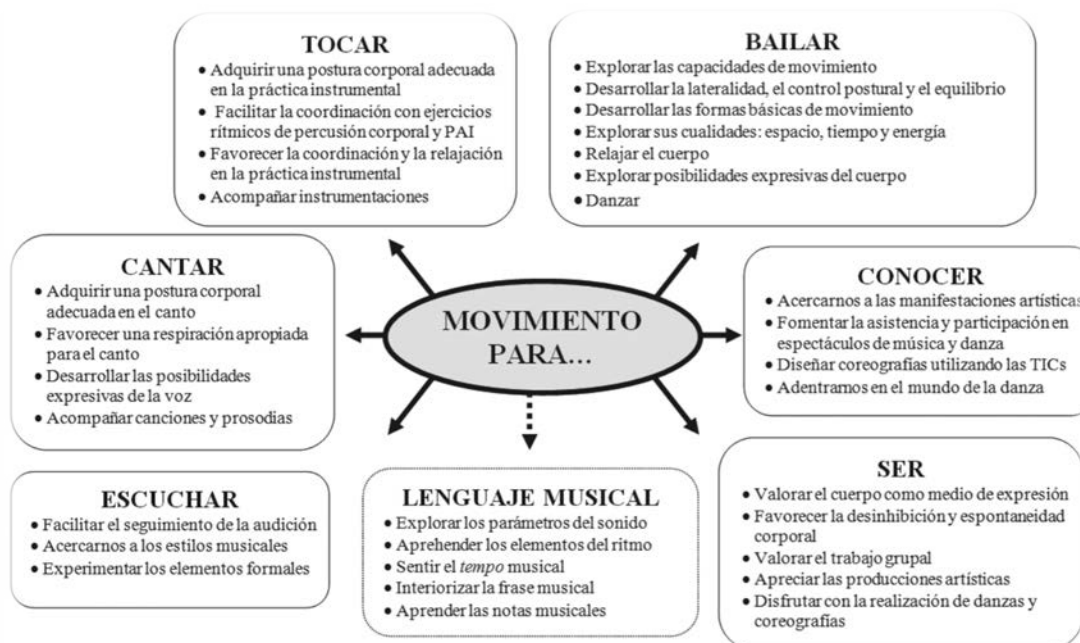 TOCAR
• Adquirir una postura corporal adecuada
en la práctica instrumental
• Facilitar la coordinación con ejercicios
rítmicos de percusión corporal y PAI
• Favorecer la coordinación y la relajación
en la práctica instrumental
• Acompañar instrumentaciones
BAILAR
• Explorar las capacidades de movimiento
• Desarrollar la lateralidad, el control postural y el equilibrio
• Desarrollar las formas básicas de movimiento
• Explorar sus cualidades: espacio, tiempo y energía
• Relajar el cuerpo
• Explorar posibilidades expresivas del cuerpo
• Danzar
CANTAR
• Adquirir una postura corporal
adecuada en el canto
• Favorecer una respiración apropiada
para el canto
• Desarrollar las posibilidades
expresivas de la voz
• Acompañar canciones y prosodias
MOVIMIENTO
PARA...
CONOCER
• Acercarnos a las manifestaciones artísticas
• Fomentar la asistencia y participación en
espectáculos de música y danza
• Diseñar coreografías utilizando las TICs
• Adentrarnos en el mundo de la danza
ESCUCHAR
• Facilitar el seguimiento de la audición
• Acercarnos a los estilos musicales
• Experimentar los elementos formales
LENGUAJE MUSICAL
• Explorar los parámetros del sonido
• Aprehender los elementos del ritmo
• Sentir el tempo musical
• Interiorizar la frase musical
• Aprender las notas musicales
SER
• Valorar el cuerpo como medio de expresión
• Favorecer la desinhibición y espontaneidad
corporal
• Valorar el trabajo grupal
• Apreciar las producciones artísticas
• Disfrutar con la realización de danzas y
coreografías